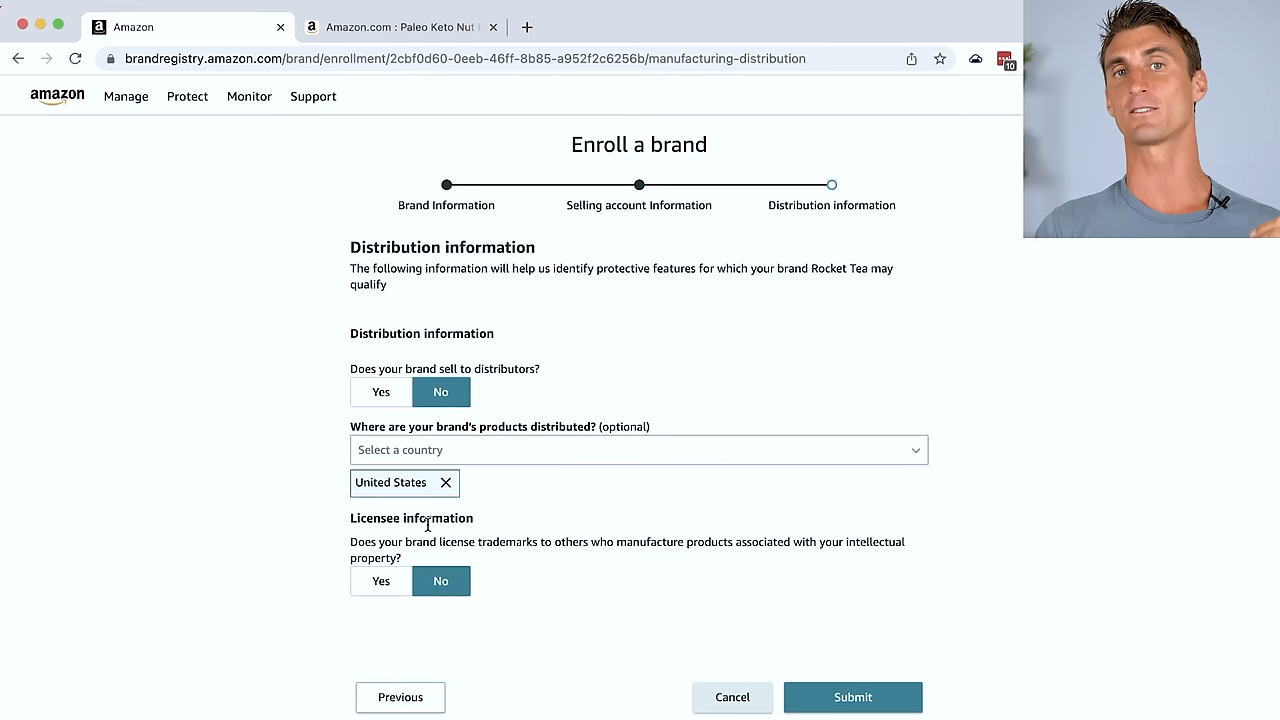 Amazon
Amazon.com : Paleo Keto Nut
brandregistry.amazon.com/brand/enrollment/2cbf0d60-0eeb-46ff-8b85-a952f2c6256b/manufacturing-distribution
10
amazon Manage Protect Monitor Support
Enroll a brand
Brand Information Selling account Information Distribution information
Distribution information
The following information will help us identify protective features for which your brand Rocket Tea may
qualify
Distribution information
Does your brand sell to distributors?
Yes No
Where are your brand's products distributed? (optional)
Select a country
United States
Licensee information
Does your brand license trademarks to others who manufacture products associated with your intellectual
property?
Yes No
Previous Cancel Submit